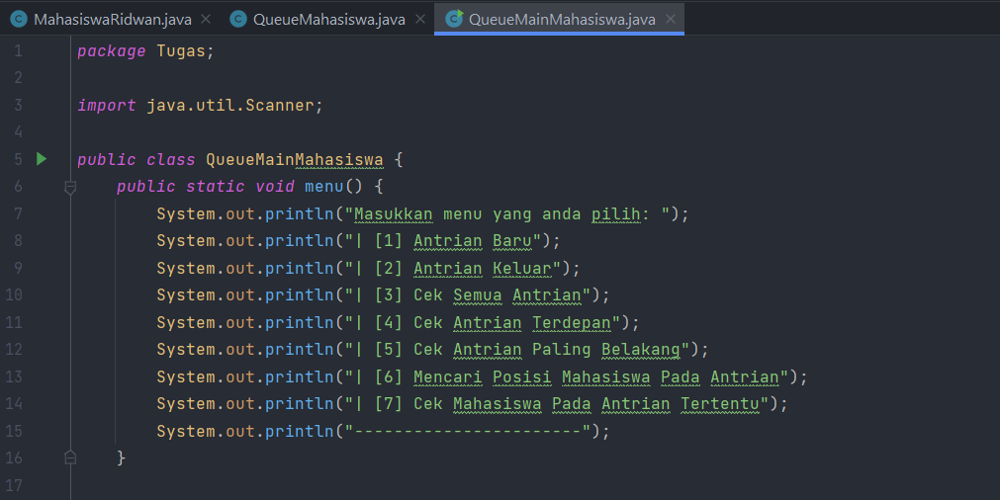 MahasiswaRidwan.java × QueueMahasiswa.java × QueueMainMahasiswa.java ×
1 package Tugas;
2
3 import java.util.Scanner;
4
5 public class QueueMainMahasiswa {
6 public static void menu() {
7 System.out.println("Masukkan menu yang anda pilih: ");
8 System.out.println("| [1] Antrian Baru");
9 System.out.println("| [2] Antrian Keluar");
10 System.out.println("| [3] Cek Semua Antrian");
11 System.out.println("| [4] Cek Antrian Terdepan");
12 System.out.println("| [5] Cek Antrian Paling Belakang");
13 System.out.println("| [6] Mencari Posisi Mahasiswa Pada Antrian");
14 System.out.println("| [7] Cek Mahasiswa Pada Antrian Tertentu");
15 System.out.println("-----------------------");
16 }
17